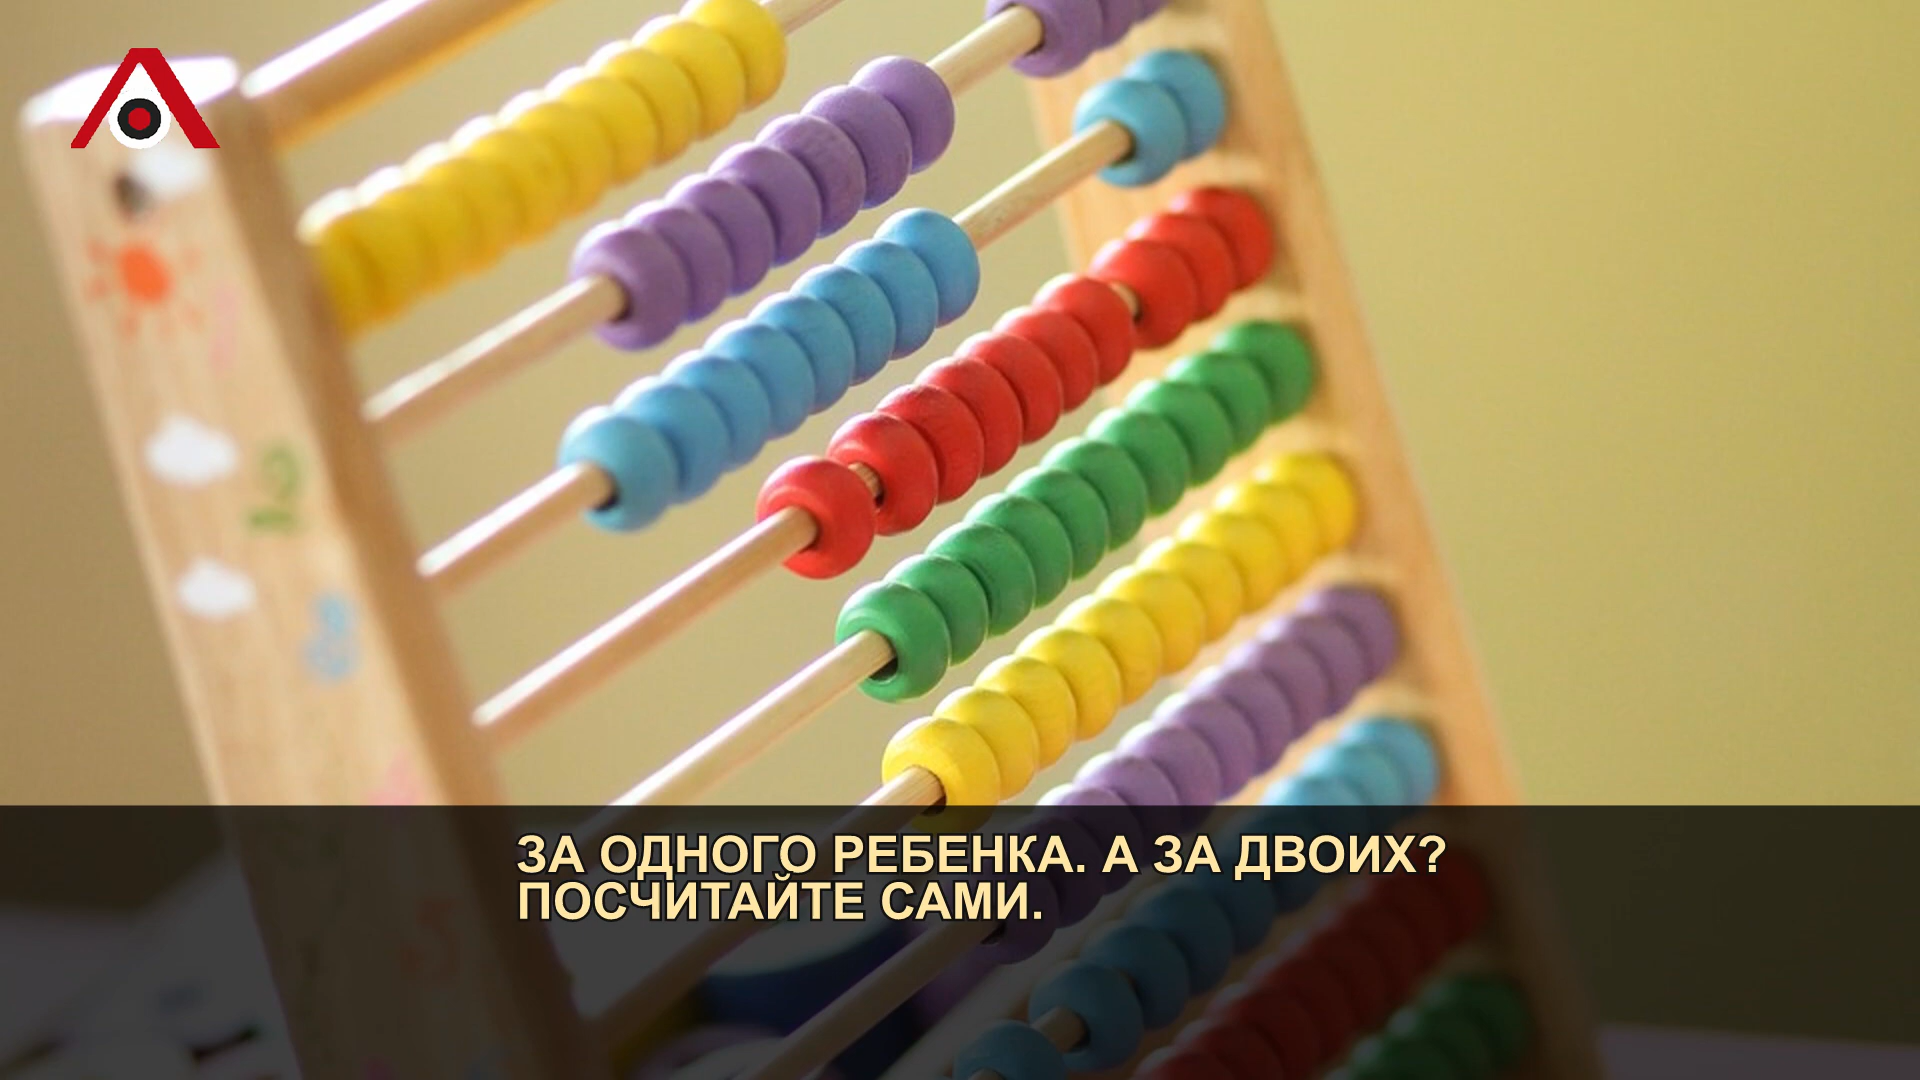 ЗА ОДНОГО РЕБЕНКА. А ЗА ДВОИХ?
ПОСЧИТАЙТЕ САМИ.